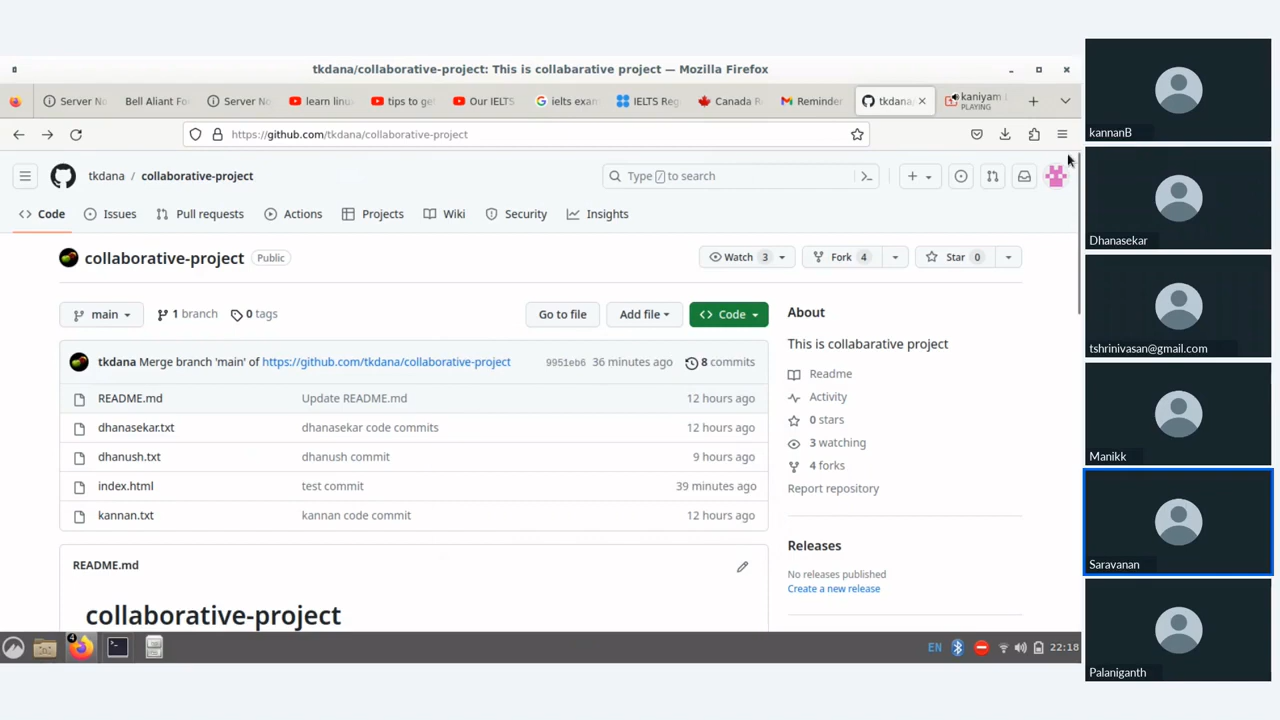 tkdana/collaborative-project: This is collabarative project — Mozilla Firefox
Server No
Bell Aliant Fo
Server No
learn linu
tips to ge
Our IELTS
ielts exan
IELTS Reg
Canada R
Reminder
tkdana/
kaniyam
PLAYING
https://github.com/tkdana/collaborative-project
tkdana / collaborative-project
Type / to search
Code
Issues
Pull requests
Actions
Projects
Wiki
Security
Insights
collaborative-project Public
Watch 3
Fork 4
Star 0
main
1 branch
0 tags
Go to file
Add file
Code
tkdana Merge branch 'main' of https://github.com/tkdana/collaborative-project 9951eb6 36 minutes ago 8 commits
README.md Update README.md 12 hours ago
dhanasekar.txt dhanasekar code commits 12 hours ago
dhanush.txt dhanush commit 9 hours ago
index.html test commit 39 minutes ago
kannan.txt kannan code commit 12 hours ago
README.md
collaborative-project
About
This is collabarative project
Readme
Activity
0 stars
3 watching
4 forks
Report repository
Releases
No releases published
Create a new release
4
EN
22:18
kannanB
Dhanasekar
tshrinivasan@gmail.com
Manikk
Saravanan
Palaniganth